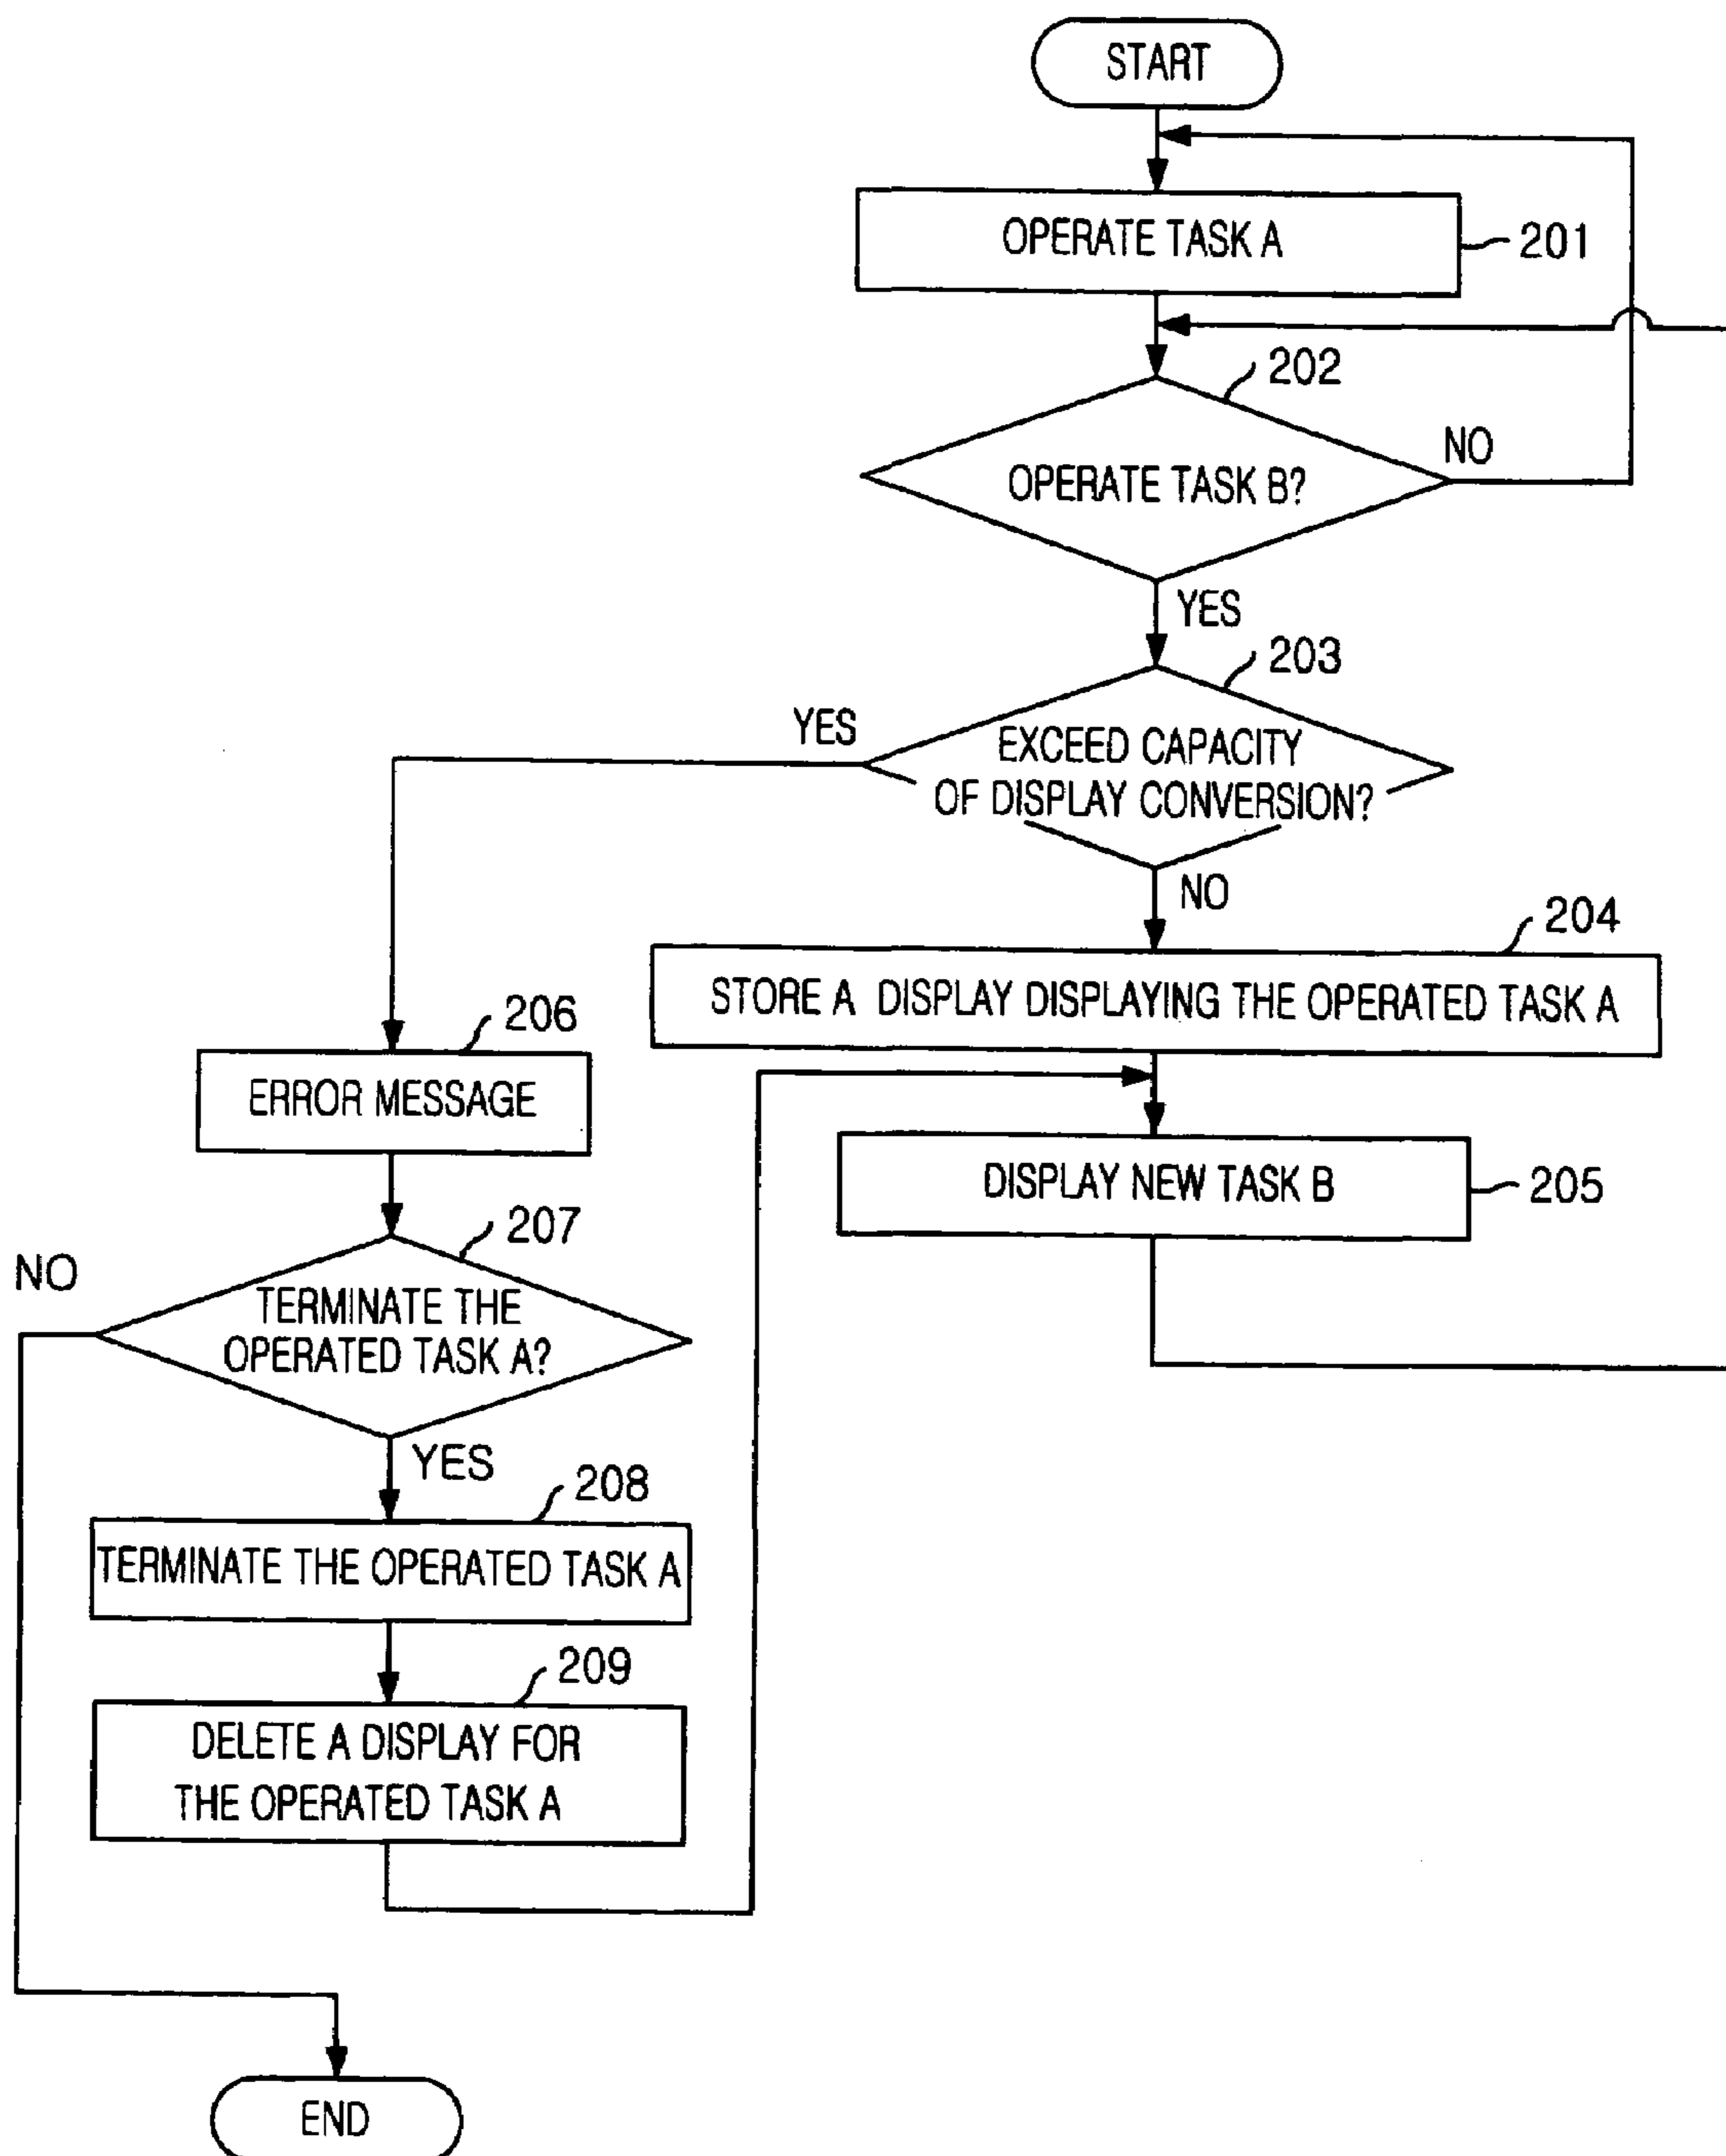 START
OPERATE TASK A
201
202
OPERATE TASK B?
NO
YES
203
YES
EXCEED CAPACITY
OF DISPLAY CONVERSION?
NO
204
STORE A DISPLAY DISPLAYING THE OPERATED TASK A
206
ERROR MESSAGE
DISPLAY NEW TASK B
205
207
NO
TERMINATE THE
OPERATED TASK A?
YES
208
TERMINATE THE OPERATED TASK A
209
DELETE A DISPLAY FOR
THE OPERATED TASK A
END